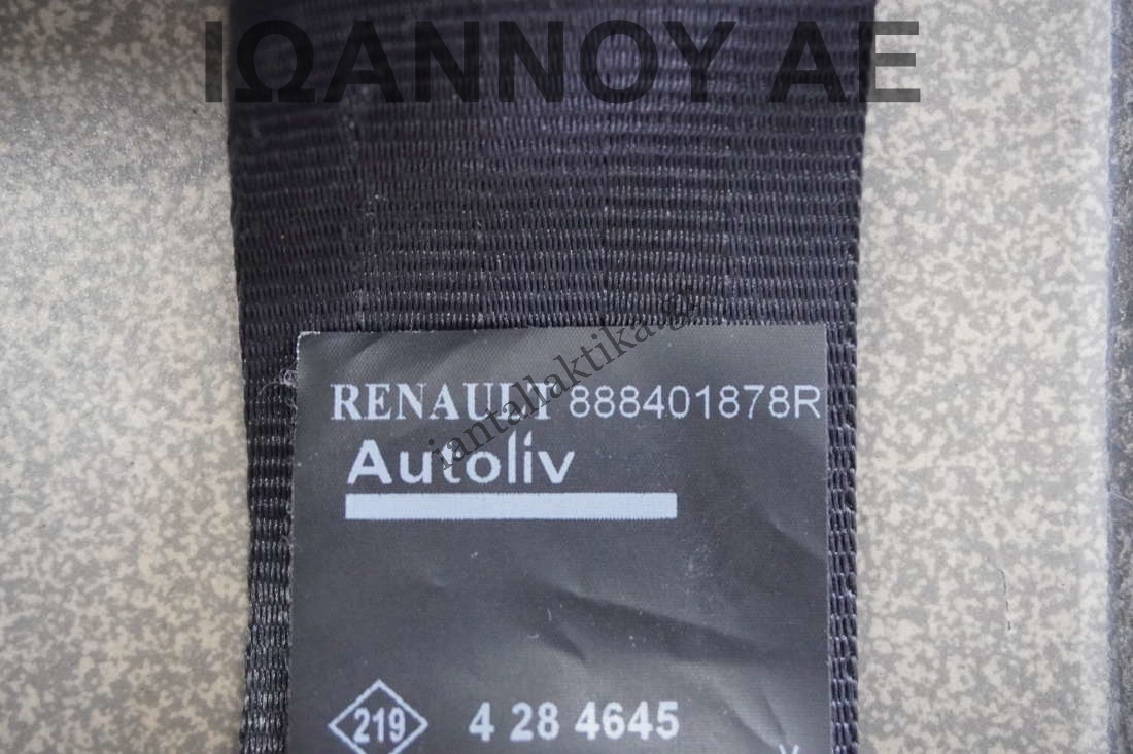 ΙΩΑΝΝΟΥ ΑΕ
iantallaktika.gr
RENAULT 888401878R
Autoliv
219 4 28 4645